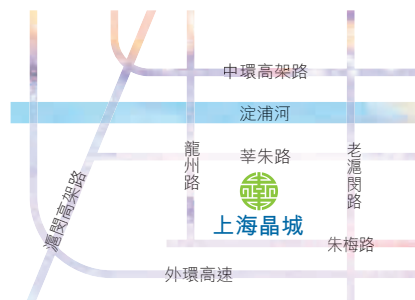 中環高架路
淀浦河
莘朱路
龍州路
老滬閔路
滬閔高架路
上海晶城
朱梅路
外環高速